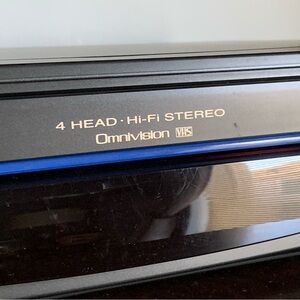 4 HEAD · Hi-Fi STEREO
Omnivision VHS